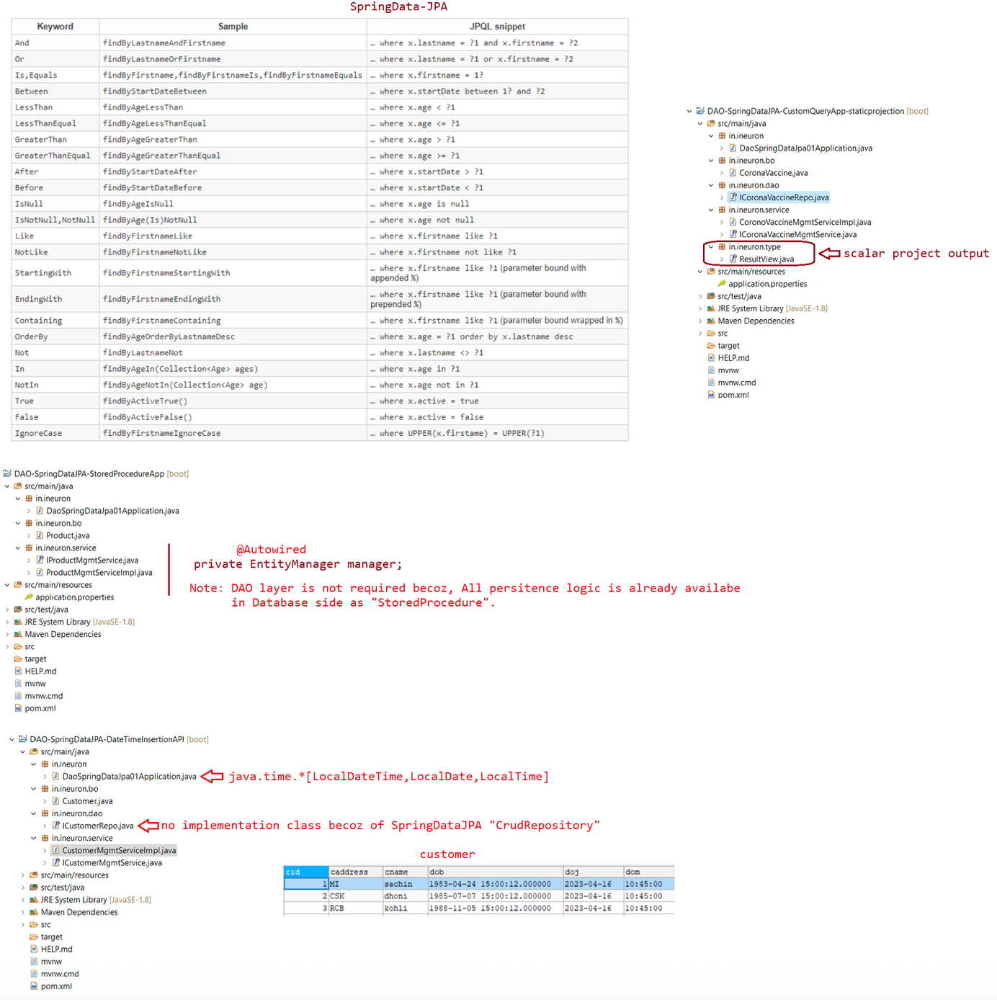 SpringData-JPA
Keyword Sample JPQL snippet
And findByLastnameAndFirstname … where x.lastname = ?1 and x.firstname = ?2
Or findByLastnameOrFirstname … where x.lastname = ?1 or x.firstname = ?2
Is,Equals findByFirstname,findByFirstnameIs,findByFirstnameEquals … where x.firstname = 1?
Between findByStartDateBetween … where x.startDate between 1? and ?2
LessThan findByAgeLessThan … where x.age < ?1
LessThanEqual findByAgeLessThanEqual … where x.age <= ?1
GreaterThan findByAgeGreaterThan … where x.age > ?1
GreaterThanEqual findByAgeGreaterThanEqual … where x.age >= ?1
After findByStartDateAfter … where x.startDate > ?1
Before findByStartDateBefore … where x.startDate < ?1
IsNull findByAgeIsNull … where x.age is null
IsNotNull,NotNull findByAge(Is)NotNull … where x.age not null
Like findByFirstnameLike … where x.firstname like ?1
NotLike findByFirstnameNotLike … where x.firstname not like ?1
StartingWith findByFirstnameStartingWith … where x.firstname like ?1 (parameter bound with
appended %)
EndingWith findByFirstnameEndingWith … where x.firstname like ?1 (parameter bound with
prepended %)
Containing findByFirstnameContaining … where x.firstname like ?1 (parameter bound wrapped in %)
OrderBy findByAgeOrderByLastnameDesc … where x.age = ?1 order by x.lastname desc
Not findByLastnameNot … where x.lastname <> ?1
In findByAgeIn(Collection<Age> ages) … where x.age in ?1
NotIn findByAgeNotIn(Collection<Age> age) … where x.age not in ?1
True findByActiveTrue() … where x.active = true
False findByActiveFalse() … where x.active = false
IgnoreCase findByFirstnameIgnoreCase … where UPPER(x.firstame) = UPPER(?1)
DAO-SpringDataJPA-CustomQueryApp-staticprojection [boot]
src/main/java
in.ineuron
DaoSpringDataJpa01Application.java
in.ineuron.bo
CoronaVaccine.java
in.ineuron.dao
ICoronaVaccineRepo.java
in.ineuron.service
CoronoVaccineMgmtServiceImpl.java
ICoronaVaccineMgmtService.java
in.ineuron.type
ResultView.java
scalar project output
src/main/resources
application.properties
src/test/java
JRE System Library [JavaSE-1.8]
Maven Dependencies
src
target
HELP.md
mvnw
mvnw.cmd
pom.xml
DAO-SpringDataJPA-StoredProcedureApp [boot]
src/main/java
in.ineuron
DaoSpringDataJpa01Application.java
in.ineuron.bo
Product.java
in.ineuron.service
IProductMgmtService.java
ProductMgmtServiceImpl.java
src/main/resources
application.properties
src/test/java
JRE System Library [JavaSE-1.8]
Maven Dependencies
src
target
HELP.md
mvnw
mvnw.cmd
pom.xml
@Autowired
private EntityManager manager;
Note: DAO layer is not required becoz, All persitence logic is already availabe
in Database side as "StoredProcedure".
DAO-SpringDataJPA-DateTimeInsertionAPI [boot]
src/main/java
in.ineuron
DaoSpringDataJpa01Application.java
java.time.*[LocalDateTime,LocalDate,LocalTime]
in.ineuron.bo
Customer.java
in.ineuron.dao
ICustomerRepo.java
no implementation class becoz of SpringDataJPA "CrudRepository"
in.ineuron.service
CustomerMgmtServiceImpl.java
ICustomerMgmtService.java
src/main/resources
src/test/java
JRE System Library [JavaSE-1.8]
Maven Dependencies
src
target
HELP.md
mvnw
mvnw.cmd
pom.xml
customer
cid caddress cname dob doj dom
1 MI sachin 1983-04-24 15:00:12.000000 2023-04-16 10:45:00
2 CSK dhoni 1985-07-07 15:00:12.000000 2023-04-16 10:45:00
3 RCB kohli 1988-11-05 15:00:12.000000 2023-04-16 10:45:00